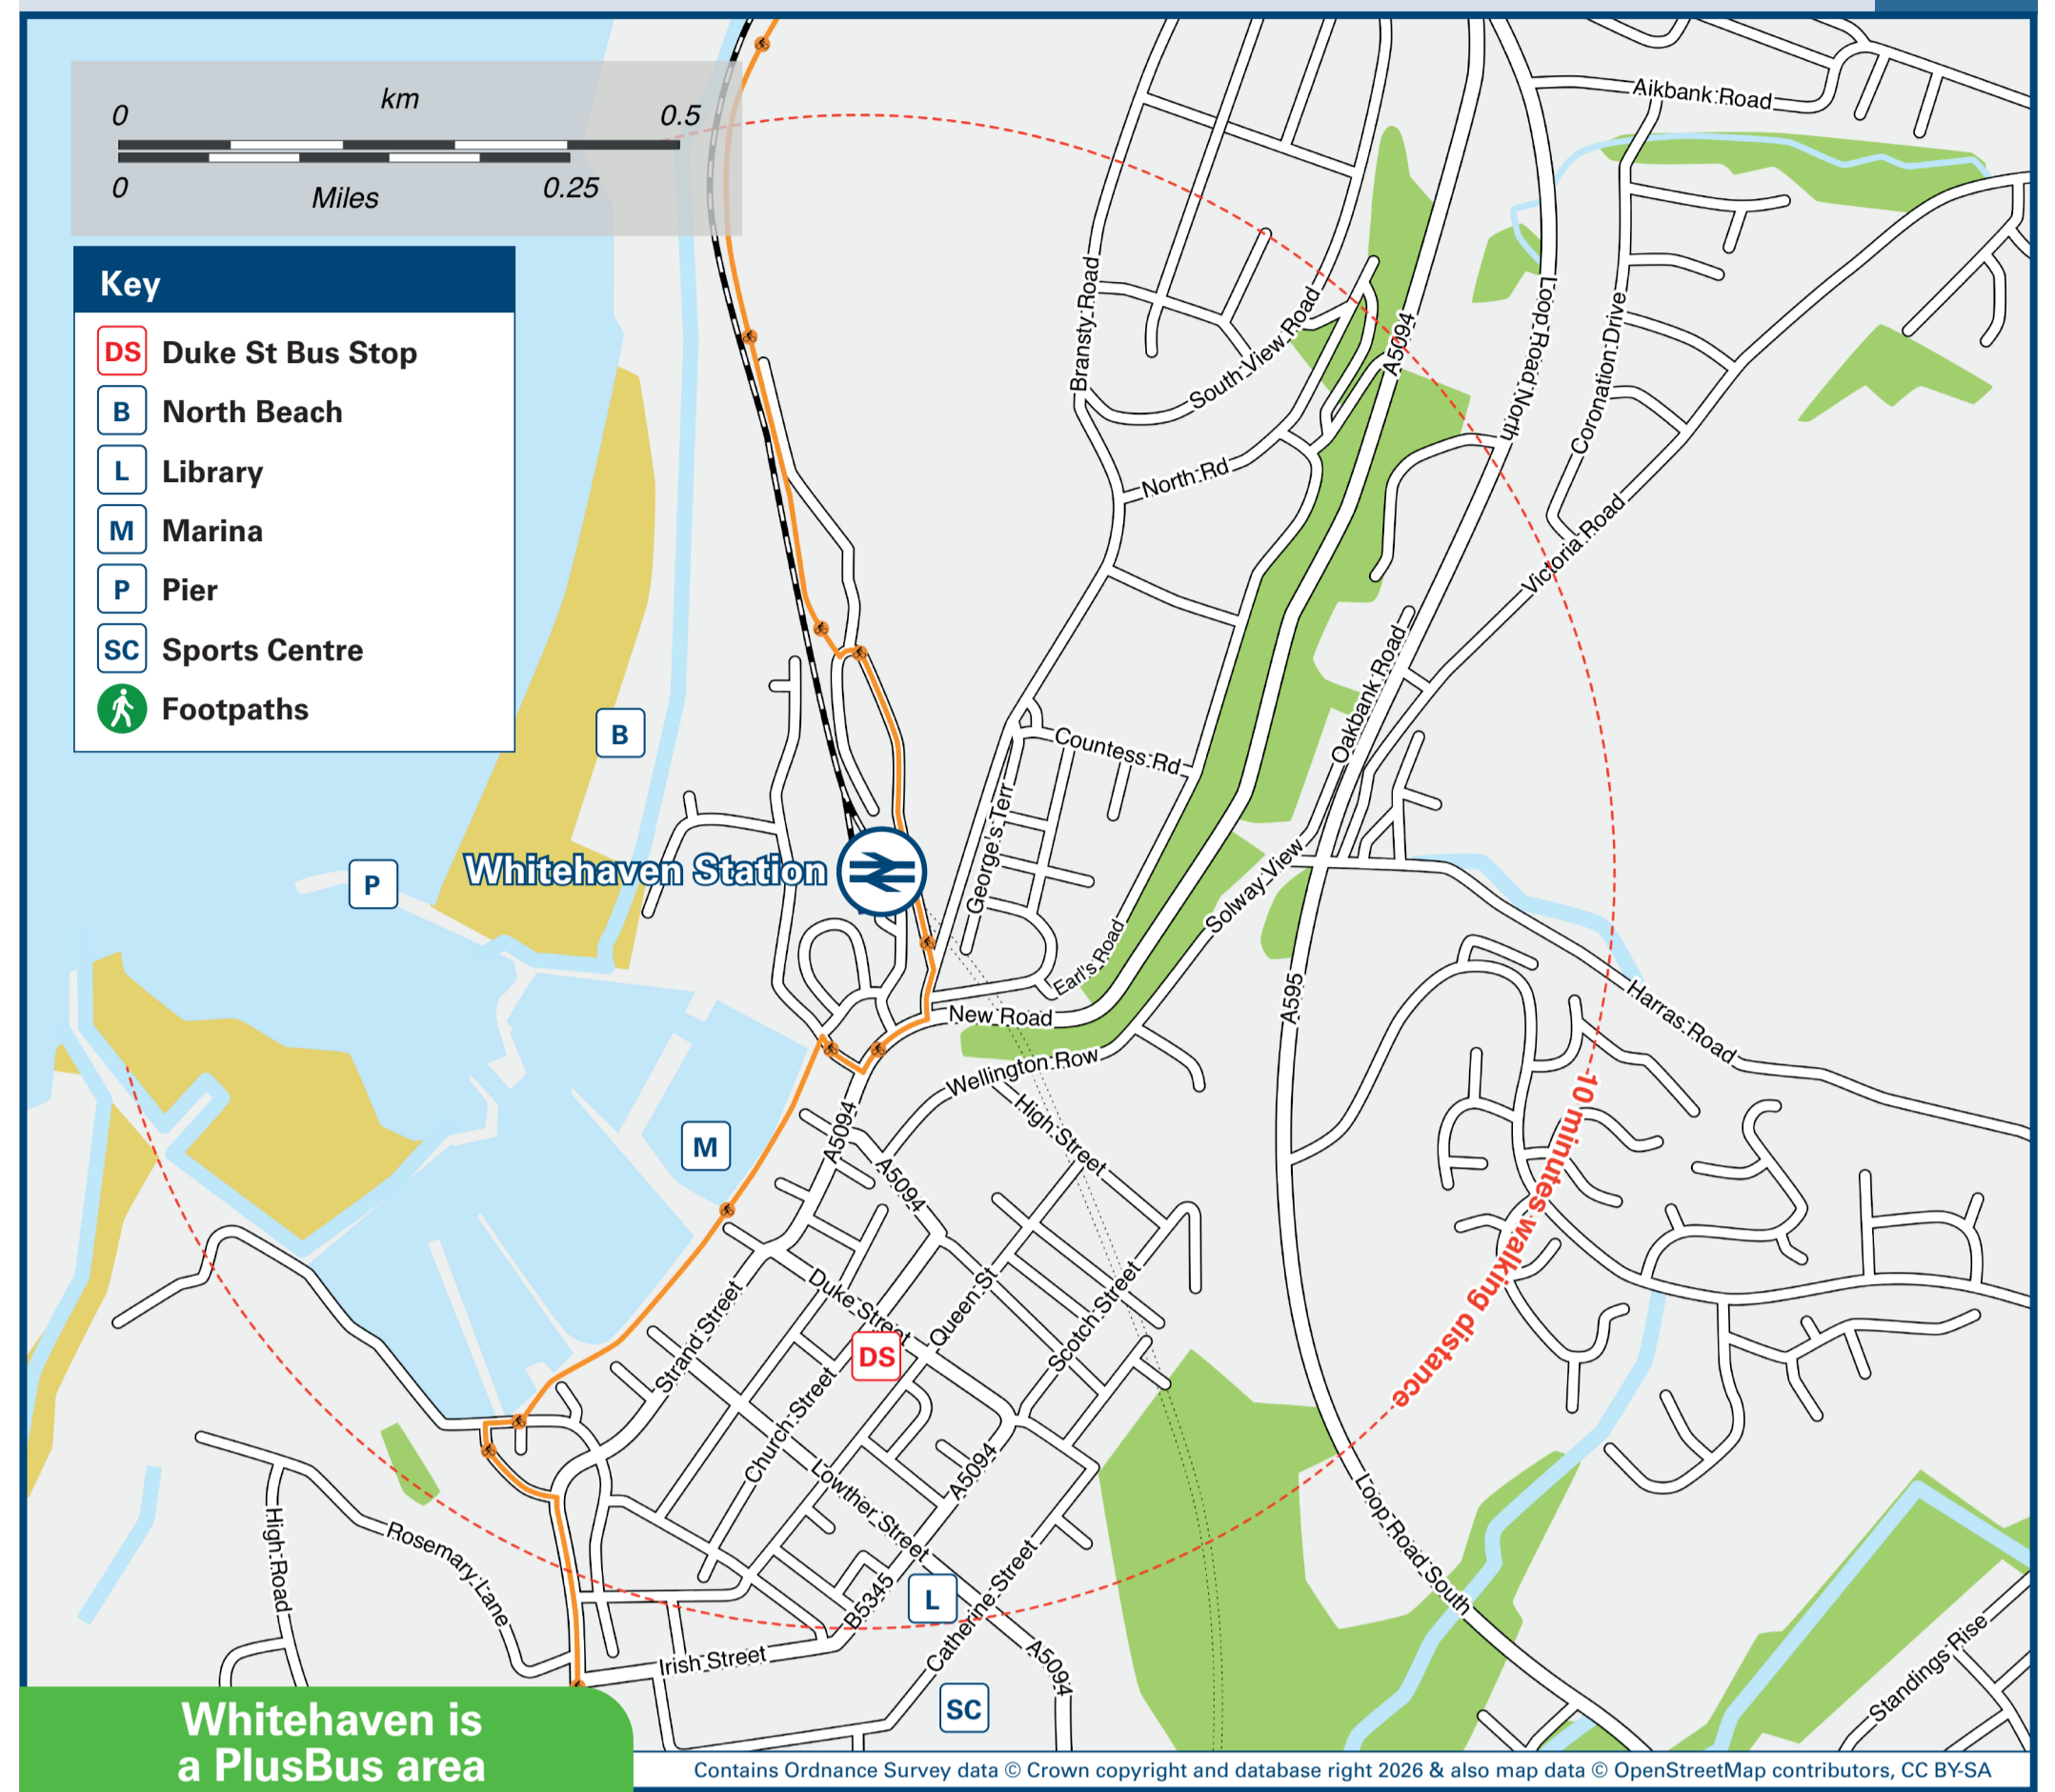 km
0
0.5
0
Miles
0.25
Key
DS Duke St Bus Stop
B North Beach
L Library
M Marina
P Pier
SC Sports Centre
Footpaths
Aikbank Road
Bransty Road
South View Road
A5094
Loop Road North
Coronation Drive
North Rd
Victoria Road
Oakbank Road
B
Countess Rd
George's Terr
Whitehaven Station
P
Solway View
Earl's Road
A595
Harras Road
New Road
Wellington Row
High Street
M
A5094
A5094
10 minutes walking distance
Duke Street
Queen St
Scotch Street
Strand Street
DS
Church Street
Lowther Street
A5094
Loop Road South
High Road
Rosemary Lane
B5345
L
Catherine Street
Irish Street
A5094
SC
Standings Rise
Whitehaven is
a PlusBus area
Contains Ordnance Survey data © Crown copyright and database right 2026 & also map data © OpenStreetMap contributors, CC BY-SA